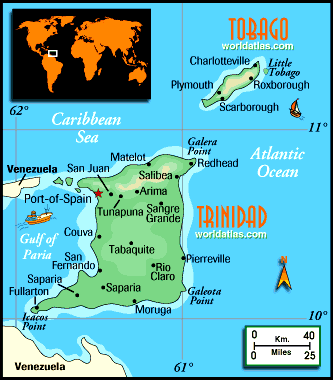 TOBAGO
worldatlas.com
Charlotteville
Little
Tobago
Plymouth
Roxborough
Scarborough
62°
11°
Caribbean
Sea
Atlantic
Ocean
Galera
Point
Matelot
Redhead
Venezuela
San Juan
Salibea
Port-of-Spain
Arima
Tunapuna
Sangre
Grande
TRINIDAD
worldatlas.com
Gulf of
Paria
Couva
Tabaquite
San
Fernando
Pierreville
Rio
Claro
Saparia
Fullarton
Saparia
Galeota
Point
Icacos
Point
Moruga
10°
Venezuela
61°
0 40
Km.
Miles
0 25